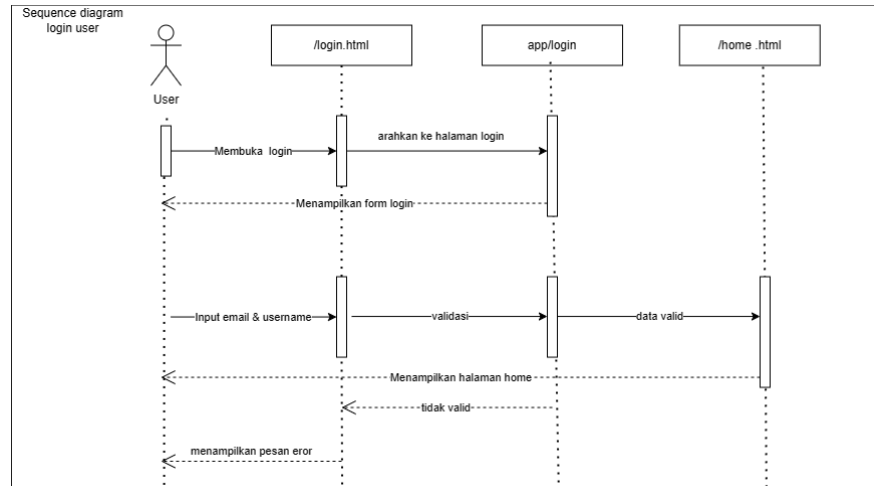 Sequence diagram
login user
User
/login.html
app/login
/home .html
Membuka login
arahkan ke halaman login
Menampilkan form login
Input email & username
validasi
data valid
Menampilkan halaman home
tidak valid
menampilkan pesan eror